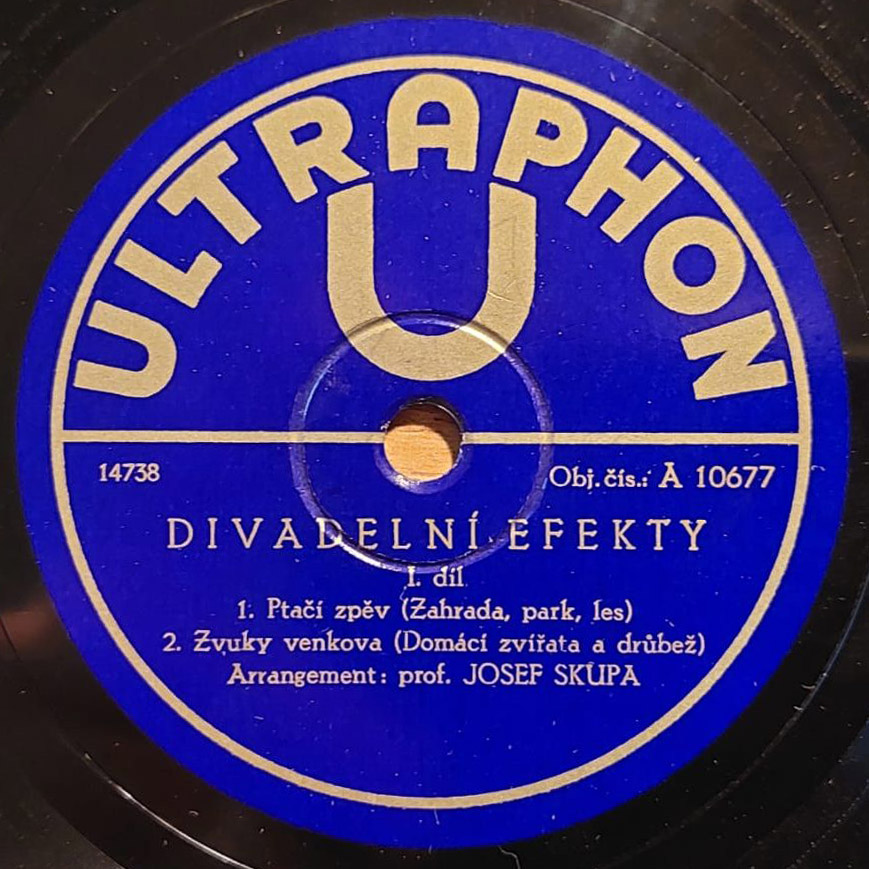 ULTRAPHON
U
14738
Obj. čís.: A 10677
DIVADELNÍ EFEKTY
I. díl
1. Ptačí zpěv (Zahrada, park, les)
2. Zvuky venkova (Domácí zvířata a drůbež)
Arrangement: prof. JOSEF SKUPA